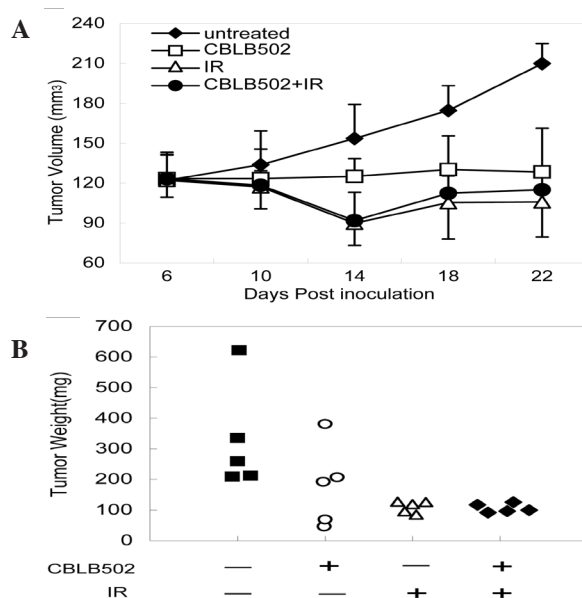 A
untreated
CBLB502
IR
CBLB502+IR
Tumor Volume (mm3)
240
210
180
150
120
90
60
6 10 14 18 22
Days Post inoculation
B
Tumor Weight(mg)
700
600
500
400
300
200
100
0
CBLB502 — + — +
IR — — + +